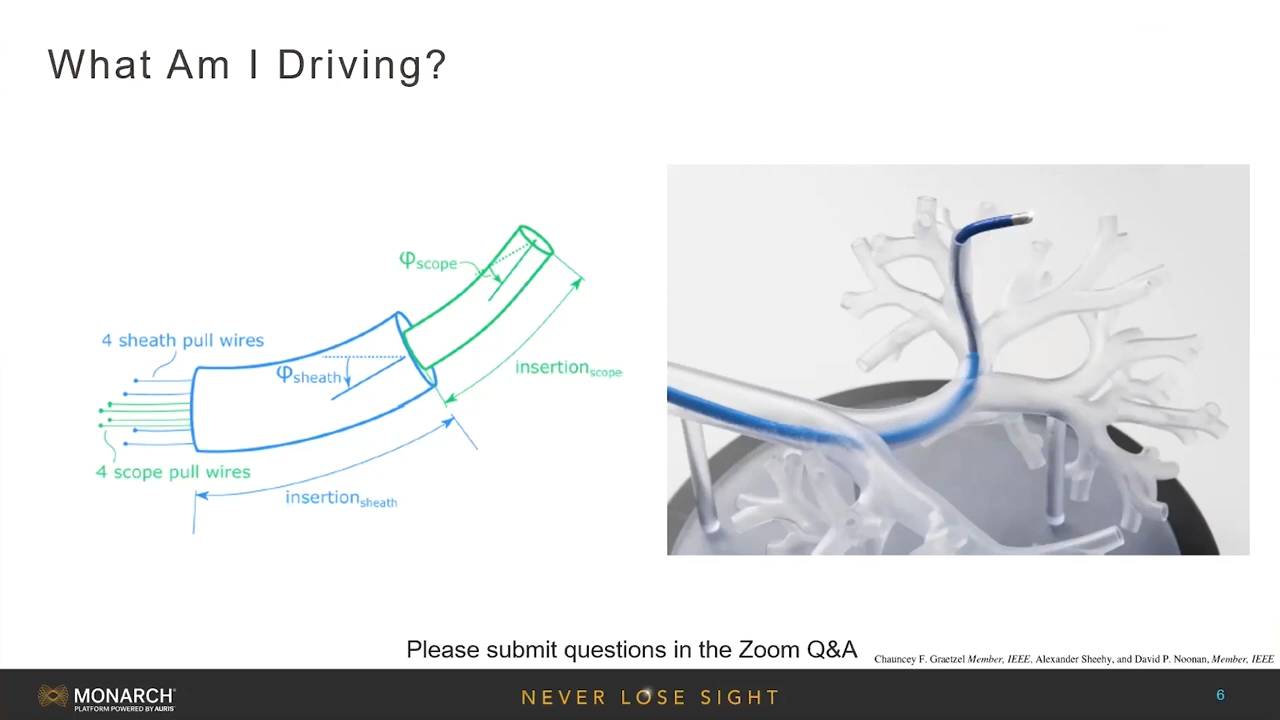 What Am I Driving?
φscope
4 sheath pull wires
φsheath
insertionscope
4 scope pull wires
insertionsheath
Please submit questions in the Zoom Q&A
Chauncey F. Graetzel Member, IEEE, Alexander Sheehy, and David P. Noonan, Member, IEEE
MONARCH®
PLATFORM POWERED BY AURIS
NEVER LOSE SIGHT
6